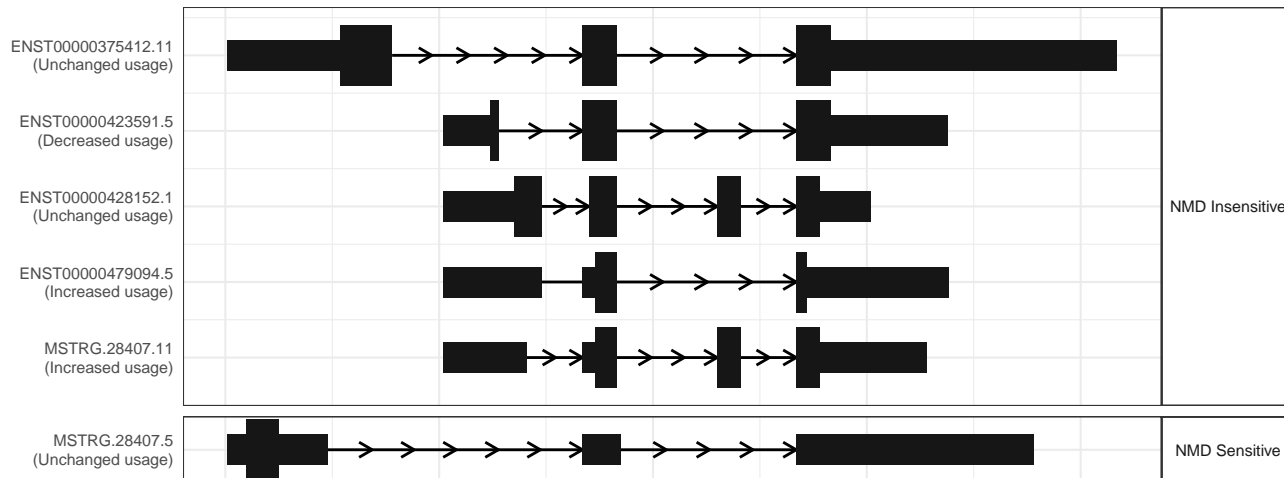 ENST00000375412.11
(Unchanged usage)
ENST00000423591.5
(Decreased usage)
ENST00000428152.1
(Unchanged usage)
NMD Insensitive
ENST00000479094.5
(Increased usage)
MSTRG.28407.11
(Increased usage)
MSTRG.28407.5
(Unchanged usage)
NMD Sensitive